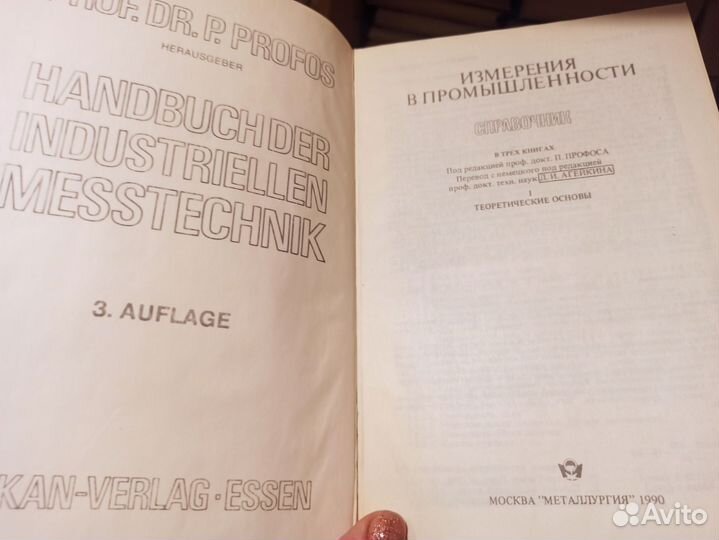 PROF. DR. P. PROFOS
HERAUSGEBER
HANDBUCH DER
INDUSTRIELLEN
MESSTECHNIK
3. AUFLAGE
KAN-VERLAG · ESSEN
ИЗМЕРЕНИЯ
В ПРОМЫШЛЕННОСТИ
СПРАВОЧНИК
В ТРЕХ КНИГАХ
Под редакцией проф. докт. П. ПРОФОСА
Перевод с немецкого под редакцией
проф. докт. техн. наук Д. И. АГЕЙКИНА
I
ТЕОРЕТИЧЕСКИЕ ОСНОВЫ
МОСКВА "МЕТАЛЛУРГИЯ" 1990
Avito